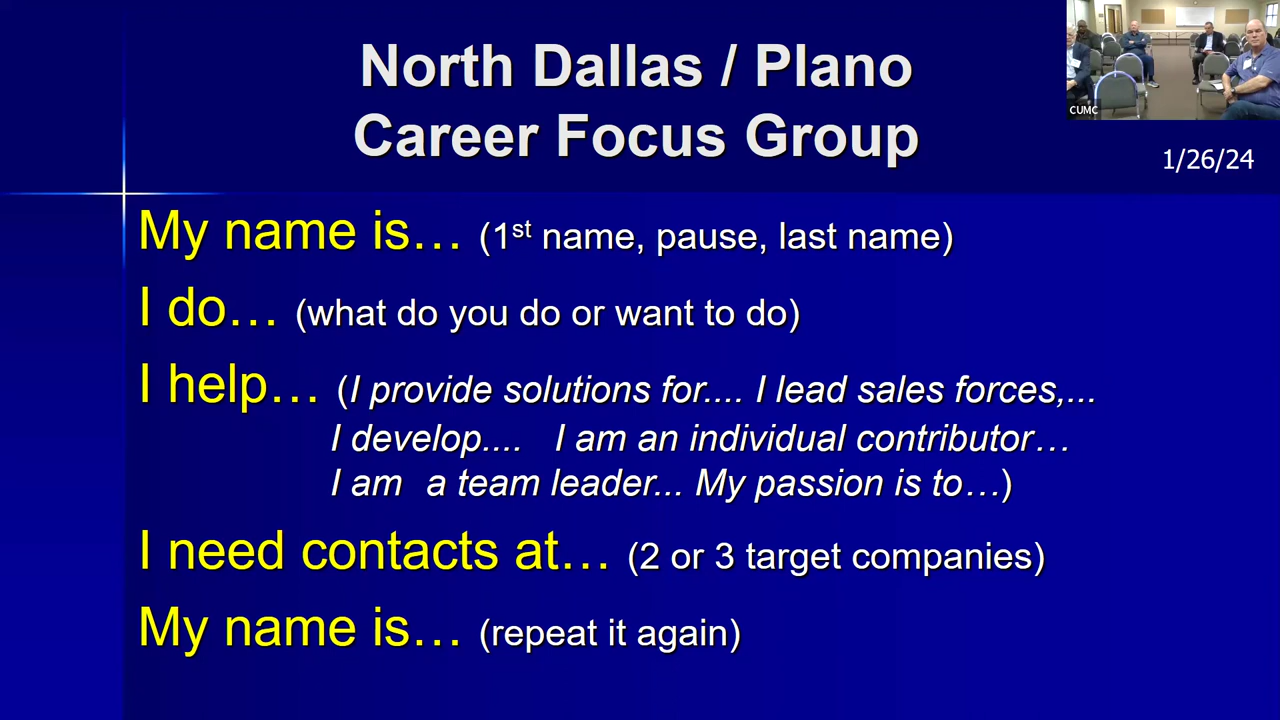 North Dallas / Plano
Career Focus Group
CUMC
1/26/24
My name is… (1st name, pause, last name)
I do… (what do you do or want to do)
I help… (I provide solutions for.... I lead sales forces,...
I develop.... I am an individual contributor…
I am a team leader... My passion is to…)
I need contacts at… (2 or 3 target companies)
My name is… (repeat it again)